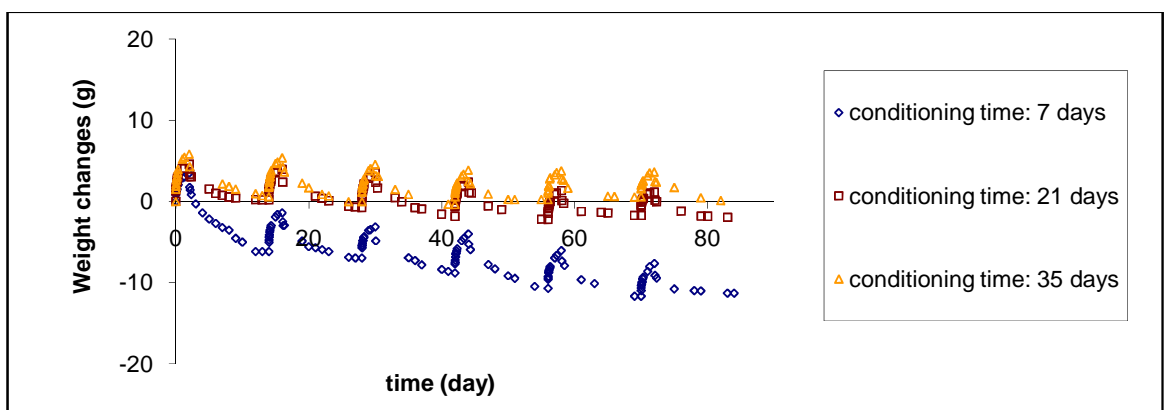 20
10
0
-10
-20
0
20
40
60
80
Weight changes (g)
time (day)
conditioning time: 7 days
conditioning time: 21 days
conditioning time: 35 days